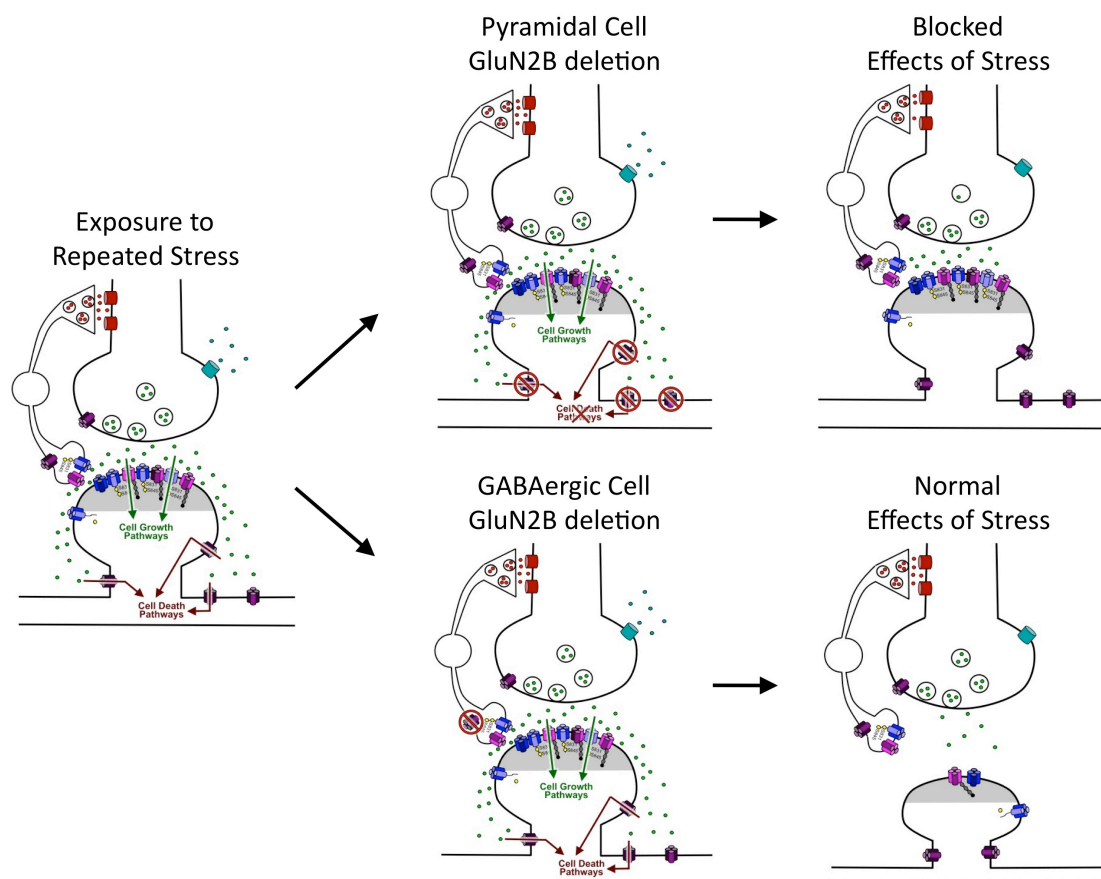 Pyramidal Cell
GluN2B deletion
Blocked
Effects of Stress
Exposure to
Repeated Stress
Cell Growth
Pathways
Cell Death
Pathways
GABAergic Cell
GluN2B deletion
Normal
Effects of Stress
Cell Growth
Pathways
Cell Death
Pathways
Cell Growth
Pathways
Cell Death
Pathways